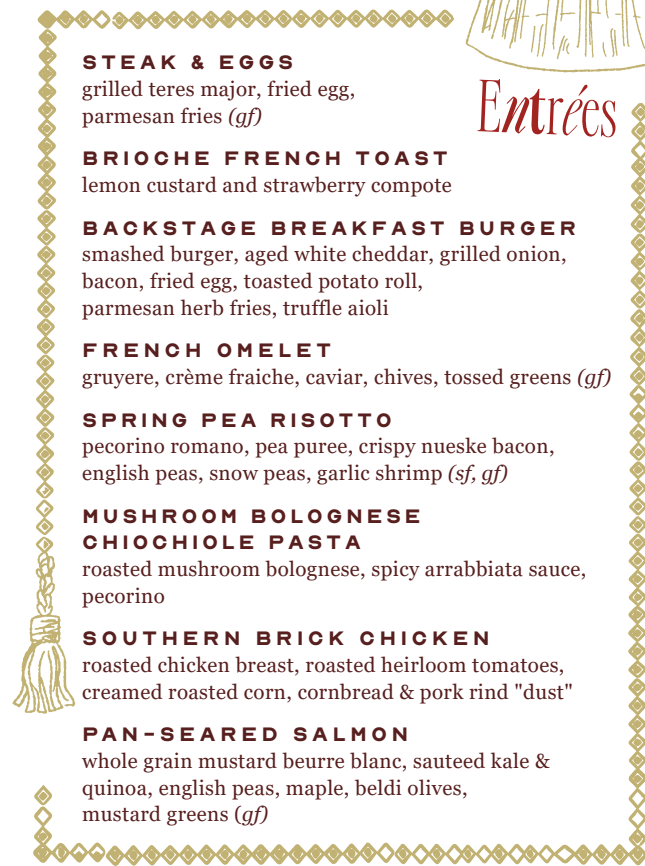 Entrées
STEAK & EGGS
grilled teres major, fried egg,
parmesan fries (gf)
BRIOCHE FRENCH TOAST
lemon custard and strawberry compote
BACKSTAGE BREAKFAST BURGER
smashed burger, aged white cheddar, grilled onion,
bacon, fried egg, toasted potato roll,
parmesan herb fries, truffle aioli
FRENCH OMELET
gruyere, crème fraiche, caviar, chives, tossed greens (gf)
SPRING PEA RISOTTO
pecorino romano, pea puree, crispy nueske bacon,
english peas, snow peas, garlic shrimp (sf, gf)
MUSHROOM BOLOGNESE
CHIOCHIOLE PASTA
roasted mushroom bolognese, spicy arrabbiata sauce,
pecorino
SOUTHERN BRICK CHICKEN
roasted chicken breast, roasted heirloom tomatoes,
creamed roasted corn, cornbread & pork rind "dust"
PAN-SEARED SALMON
whole grain mustard beurre blanc, sauteed kale &
quinoa, english peas, maple, beldi olives,
mustard greens (gf)